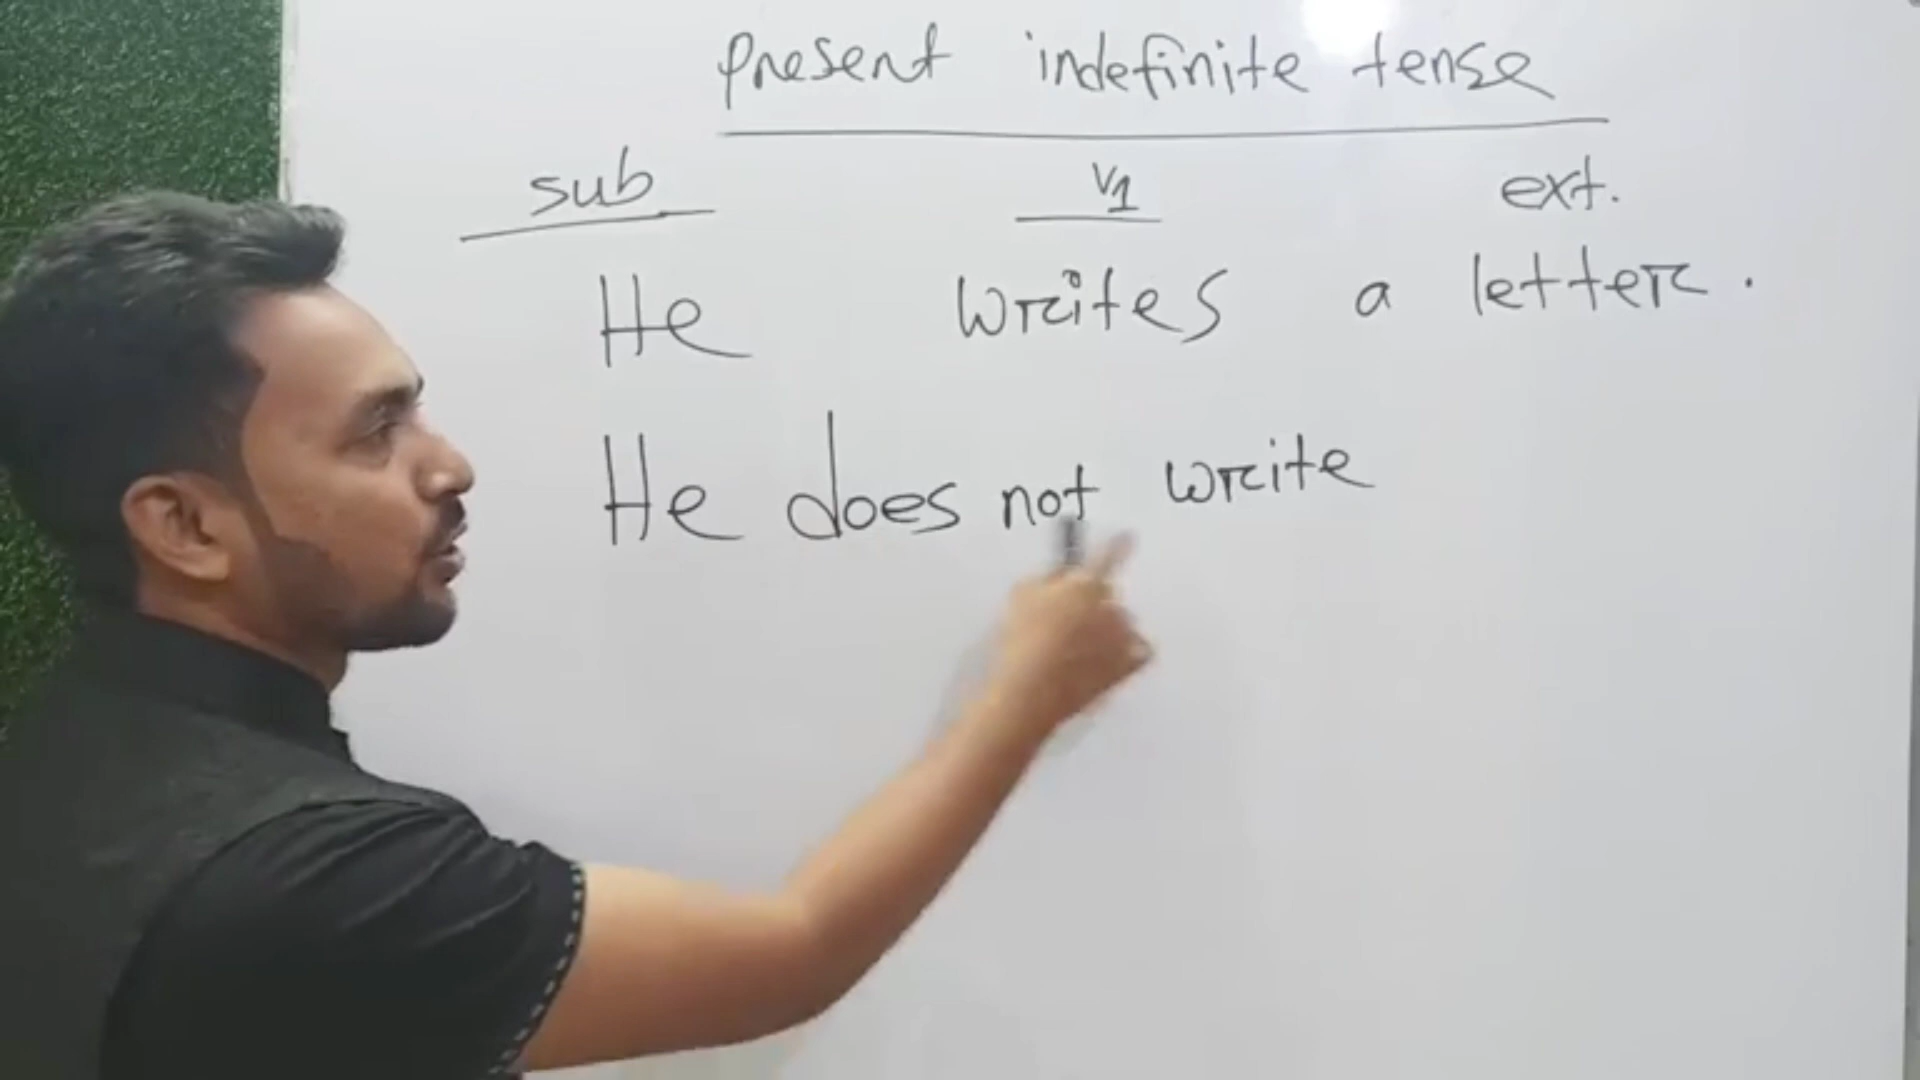 present indefinite tense
sub v1 ext.
He writes a letter.
He does not write